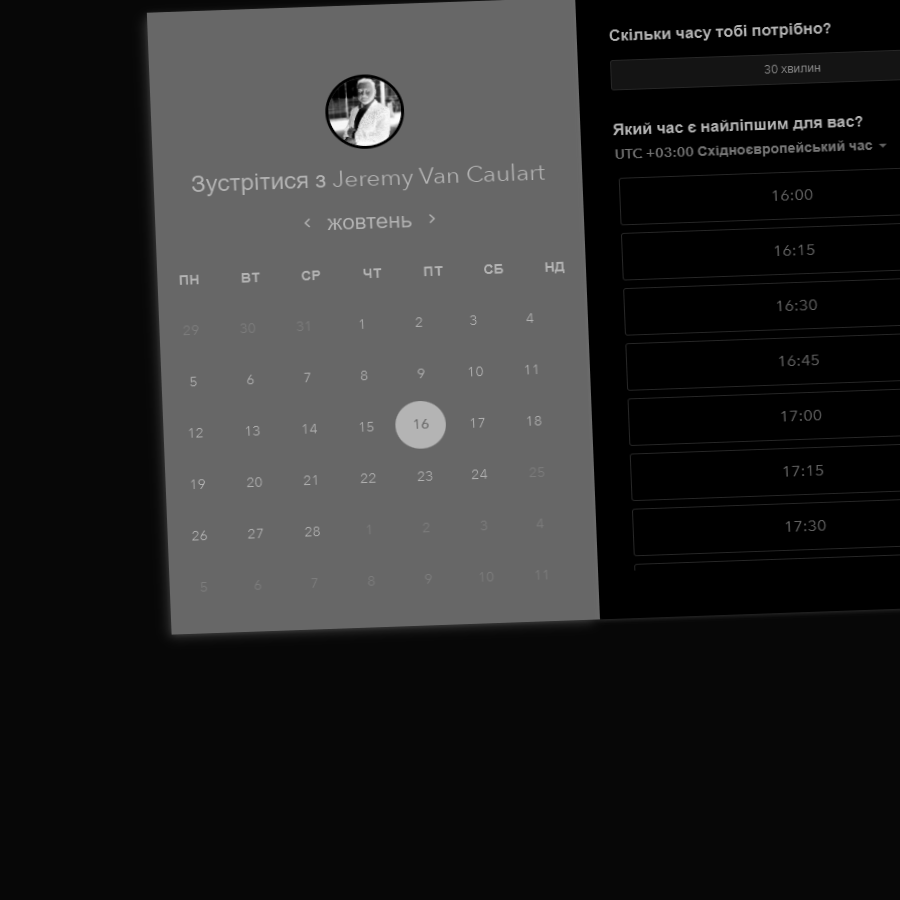 Зустрітися з Jeremy Van Caulart
жовтень
ПН ВТ СР ЧТ ПТ СБ НД
29 30 31 1 2 3 4
5 6 7 8 9 10 11
12 13 14 15 16 17 18
19 20 21 22 23 24 25
26 27 28 1 2 3 4
5 6 7 8 9 10 11
Скільки часу тобі потрібно?
30 хвилин
Який час є найліпшим для вас?
UTC +03:00 Східноєвропейський час
16:00
16:15
16:30
16:45
17:00
17:15
17:30